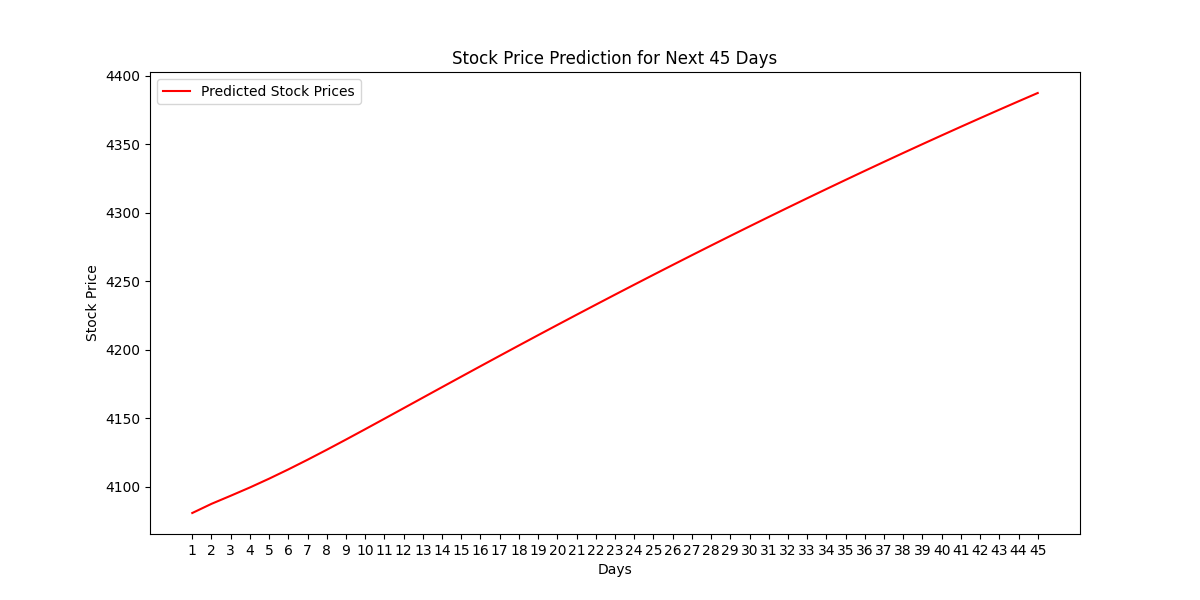 Stock Price Prediction for Next 45 Days
Predicted Stock Prices
4400
4350
4300
4250
4200
4150
4100
Stock Price
1 2 3 4 5 6 7 8 9 10 11 12 13 14 15 16 17 18 19 20 21 22 23 24 25 26 27 28 29 30 31 32 33 34 35 36 37 38 39 40 41 42 43 44 45
Days